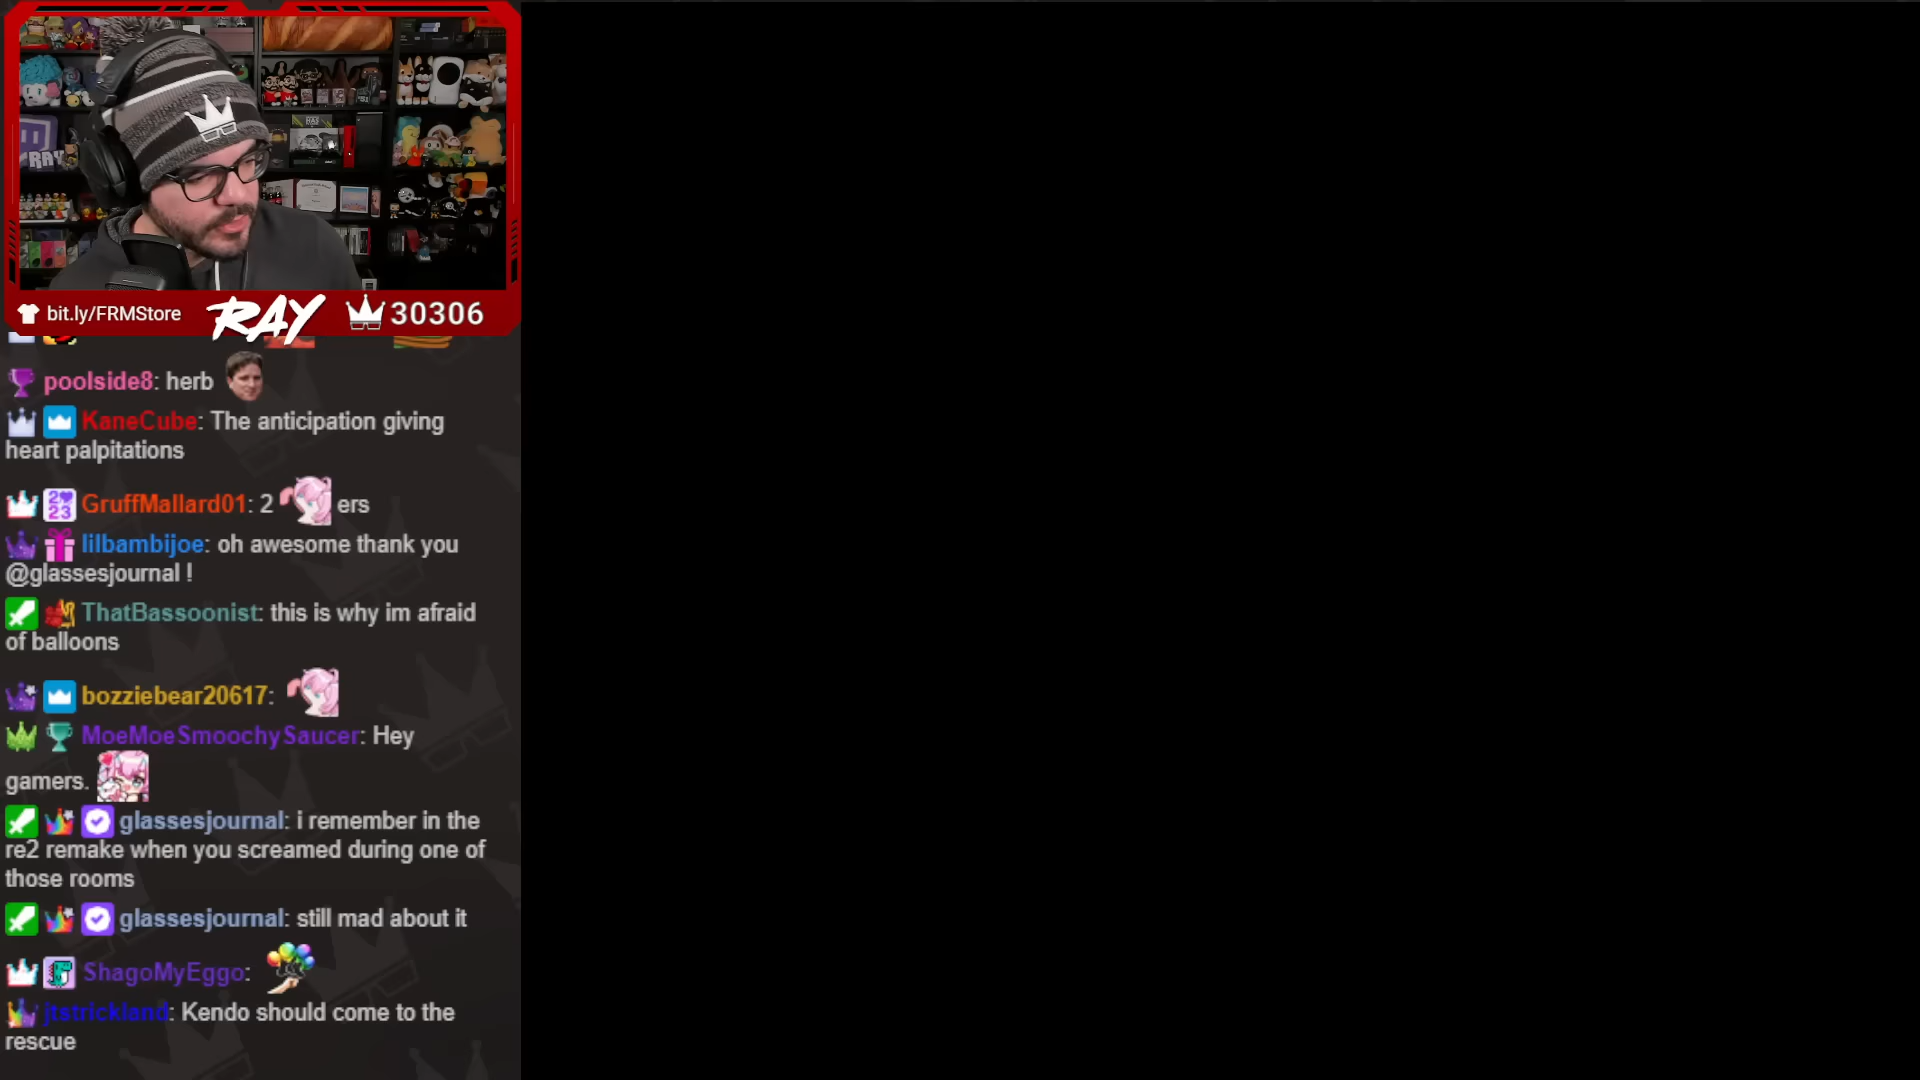 RAY
bit.ly/FRMStore RAY 30306
poolside8: herb
KaneCube: The anticipation giving
heart palpitations
GruffMallard01: 2 ers
lilbambijoe: oh awesome thank you
@glassesjournal !
ThatBassoonist: this is why im afraid
of balloons
bozziebear20617:
MoeMoeSmoochySaucer: Hey
gamers.
glassesjournal: i remember in the
re2 remake when you screamed during one of
those rooms
glassesjournal: still mad about it
ShagoMyEggo:
jtstrickland: Kendo should come to the
rescue